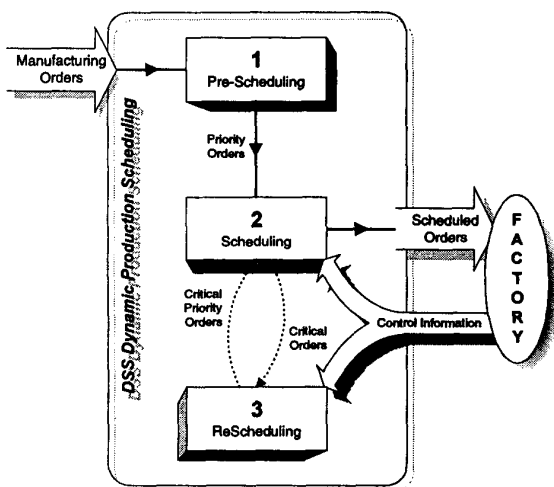 Manufacturing
Orders
1
Pre-Scheduling
Priority
Orders
DSS Dynamic Production Scheduling
2
Scheduling
Scheduled
Orders
FACTORY
Critical
Priority
Orders
Critical
Orders
Control Information
3
ReScheduling